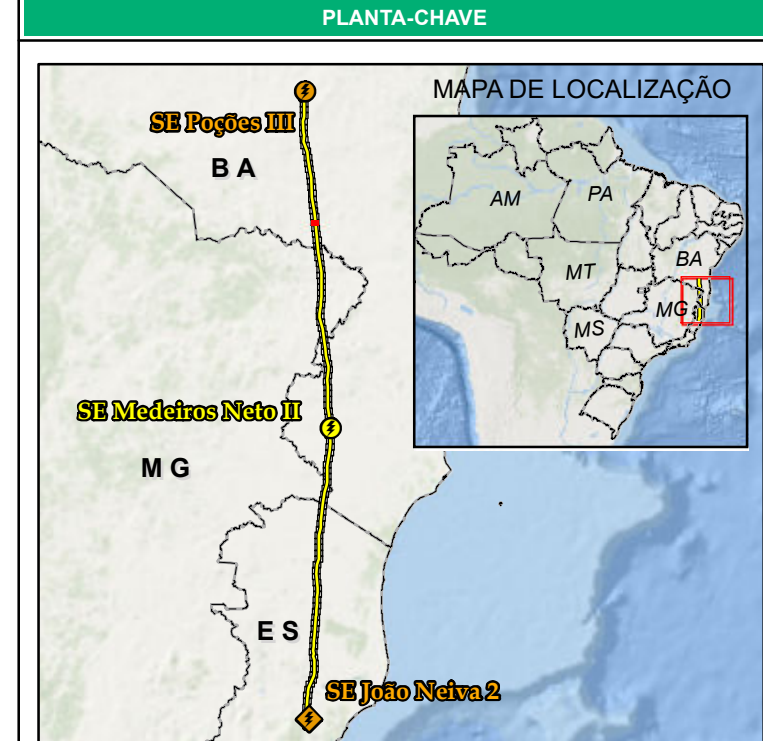 PLANTA-CHAVE
MAPA DE LOCALIZAÇÃO
SE Poções III
B A
AM
PA
BA
MT
MG
MS
SE Medeiros Neto II
M G
E S
SE João Neiva 2